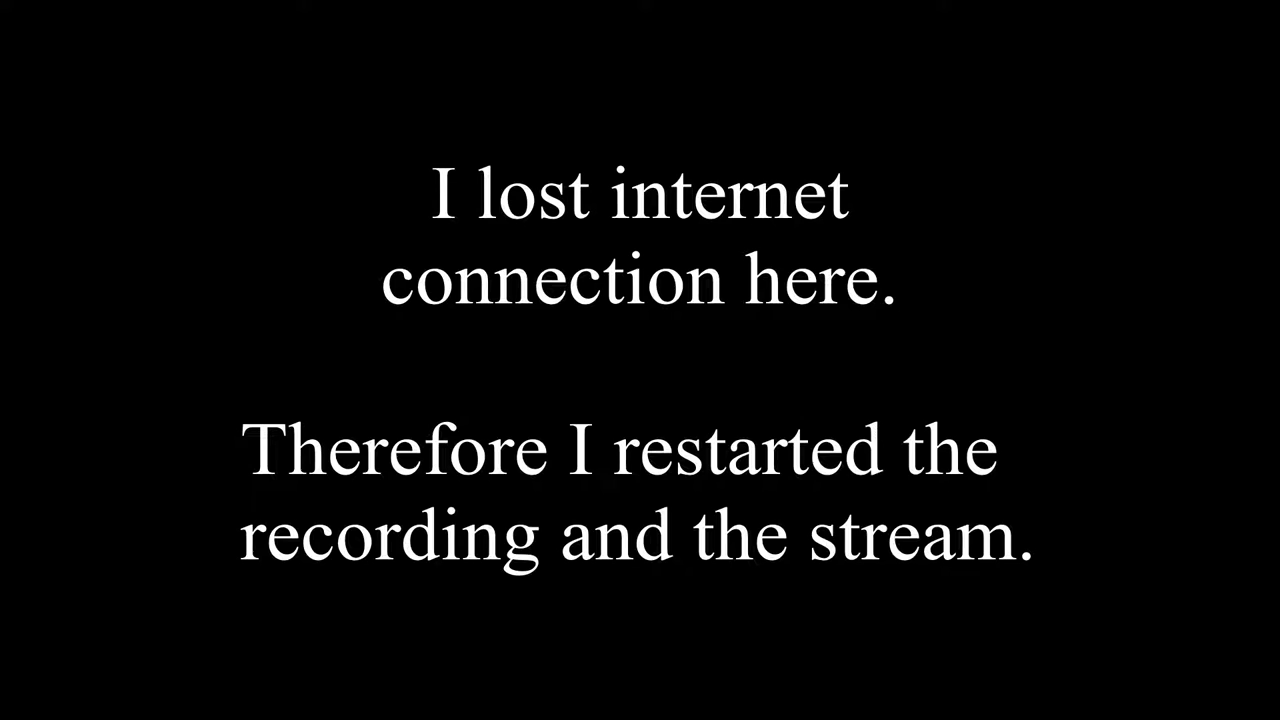 I lost internet
connection here.
Therefore I restarted the
recording and the stream.